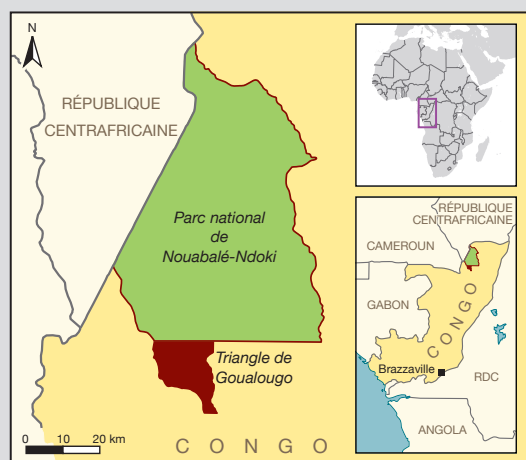 N
RÉPUBLIQUE
CENTRAFRICAINE
Parc national
de
Nouabalé-Ndoki
Triangle de
Goualougo
0 10 20 km
CONGO
RÉPUBLIQUE
CENTRAFRICAINE
CAMEROUN
GABON
CONGO
Brazzaville
RDC
ANGOLA